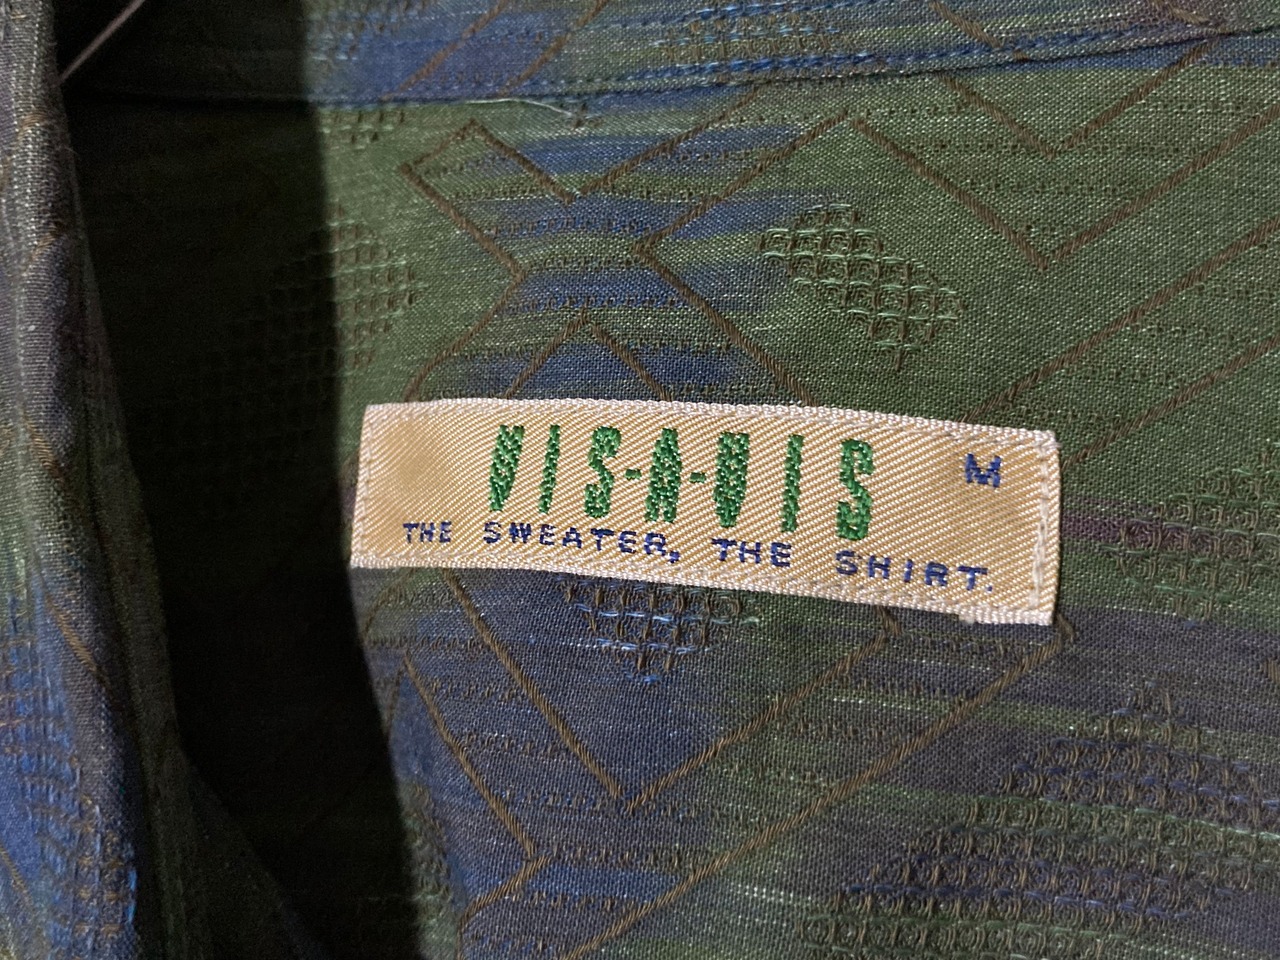 VIS-A-VIS M
THE SWEATER, THE SHIRT.